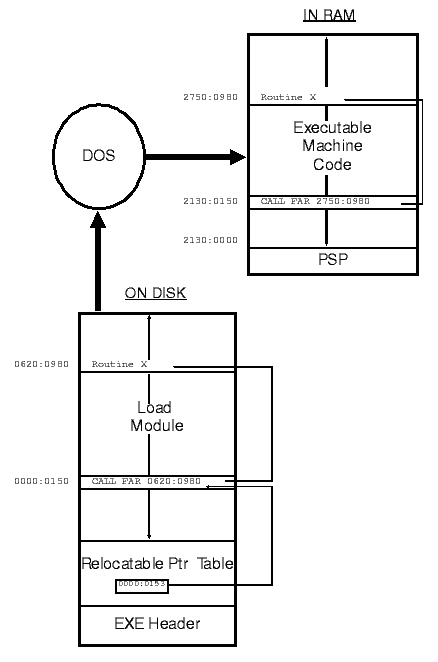 IN RAM
2750:0980 Routine X
Executable
Machine
Code
DOS
2130:0150 CALL FAR 2750:0980
2130:0000
PSP
ON DISK
0620:0980 Routine X
Load
Module
0000:0150 CALL FAR 0620:0980
Relocatable Ptr Table
0000:0153
EXE Header